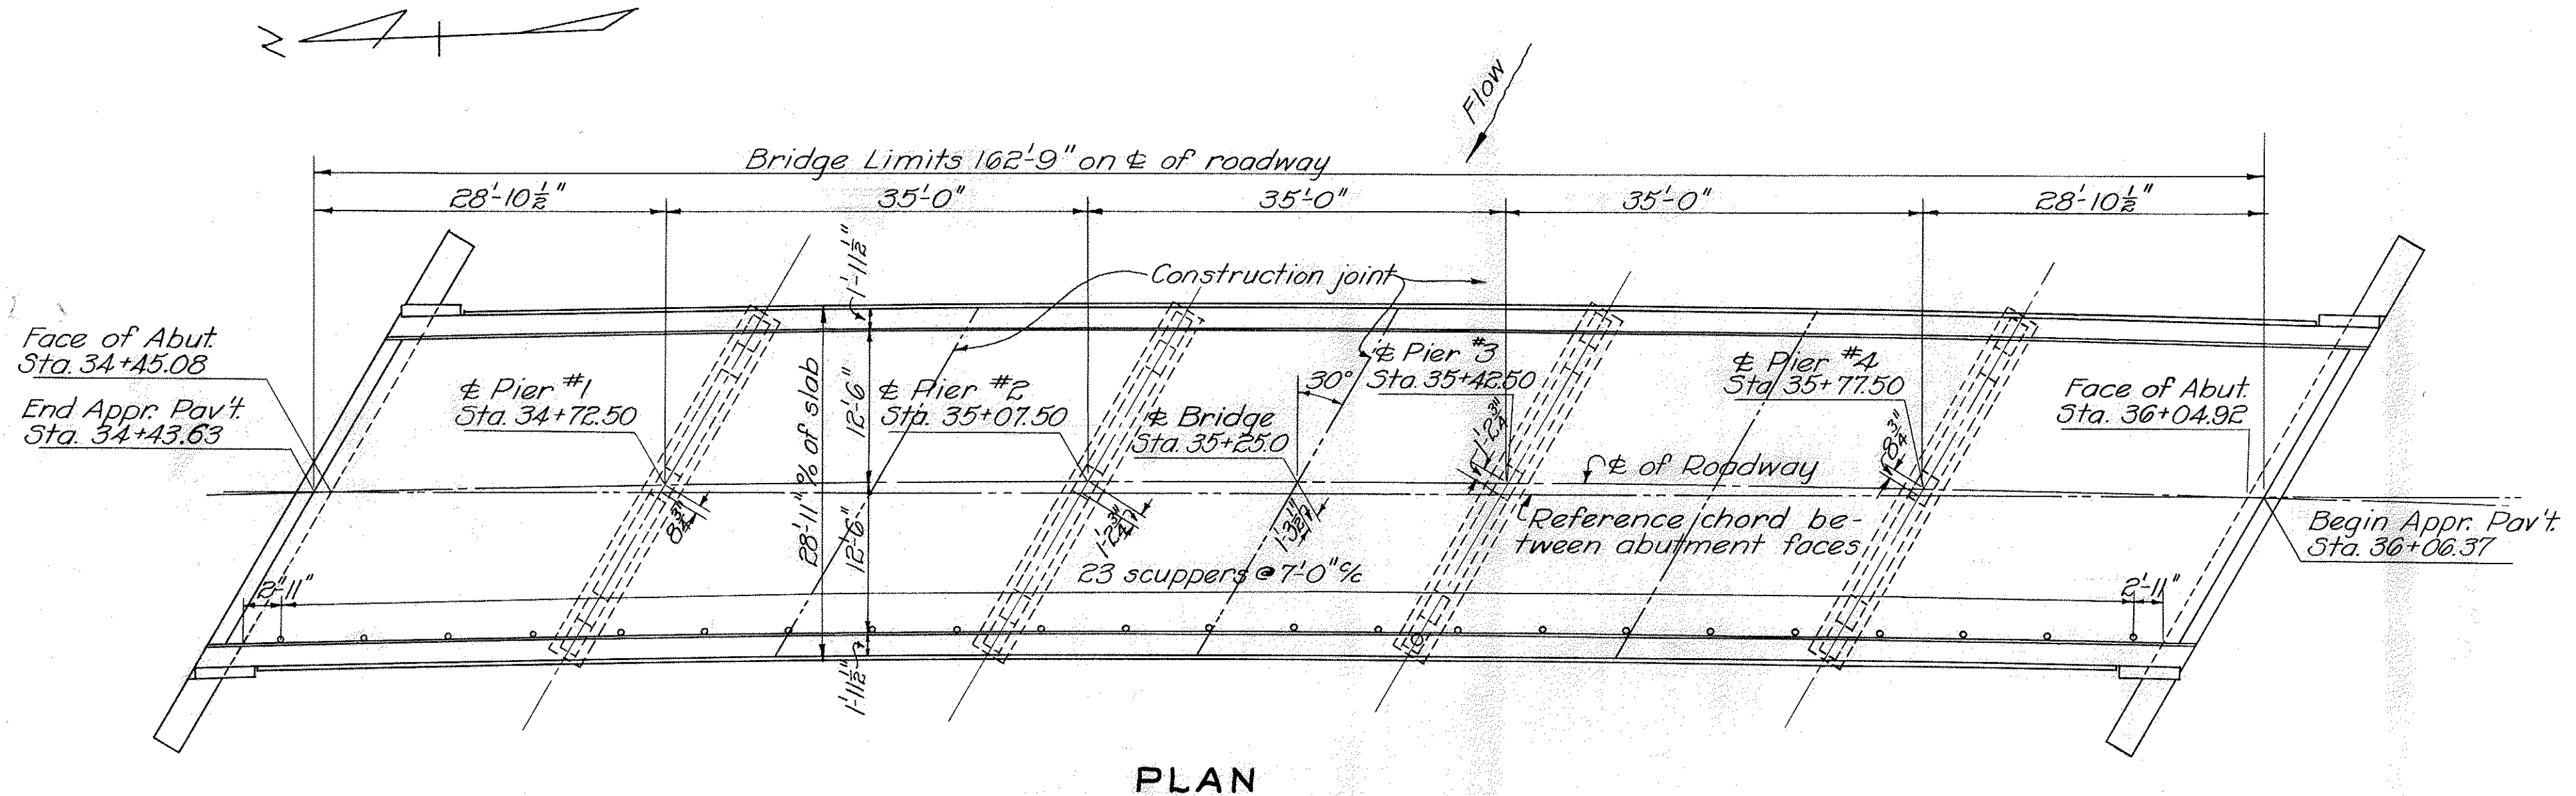 N
Flow
Bridge Limits 162'-9" on ℄ of roadway
28'-10½"
35'-0"
35'-0"
35'-0"
28'-10½"
1'-11½"
Construction joint
Face of Abut.
Sta. 34+45.08
End Appr. Pav't.
Sta. 34+43.63
℄ Pier #1
Sta. 34+72.50
28'-11" % of slab
12'-6"
12'-6"
1'-11½"
℄ Pier #2
Sta. 35+07.50
℄ Bridge
Sta. 35+25.0
30°
℄ Pier #3
Sta. 35+42.50
℄ Pier #4
Sta. 35+77.50
Face of Abut.
Sta. 36+04.92
1'-2¾"
8¾"
℄ of Roadway
8¾"
1'-2¾"
Reference chord be-
tween abutment faces
Begin Appr. Pav't.
Sta. 36+06.37
23 scuppers @ 7'-0" c/c
2'-11"
2'-11"
PLAN